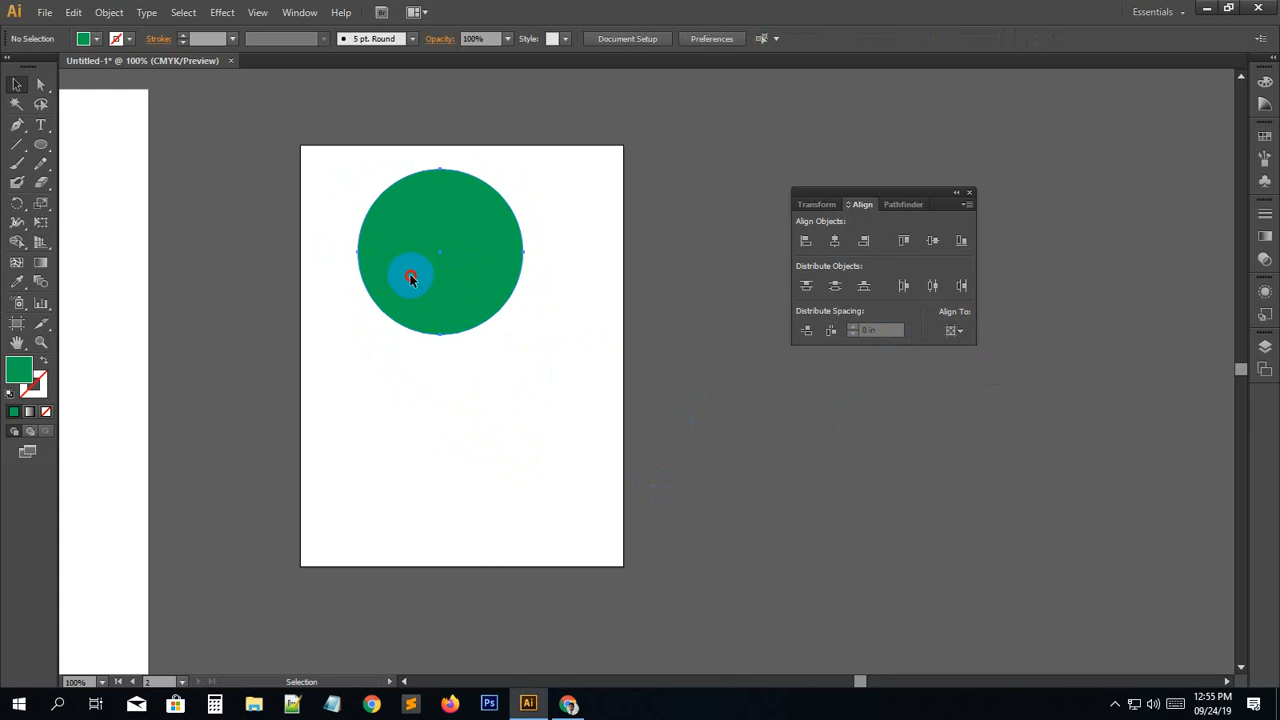 Ai File Edit Object Type Select Effect View Window Help Br Essentials
No Selection Stroke: 5 pt. Round Opacity: 100% Style: Document Setup Preferences
Untitled-1* @ 100% (CMYK/Preview)
Transform Align Pathfinder
Align Objects:
Distribute Objects:
Distribute Spacing: Align To:
0 in
100% 2 Selection
Ps Ai 12:55 PM
09/24/19